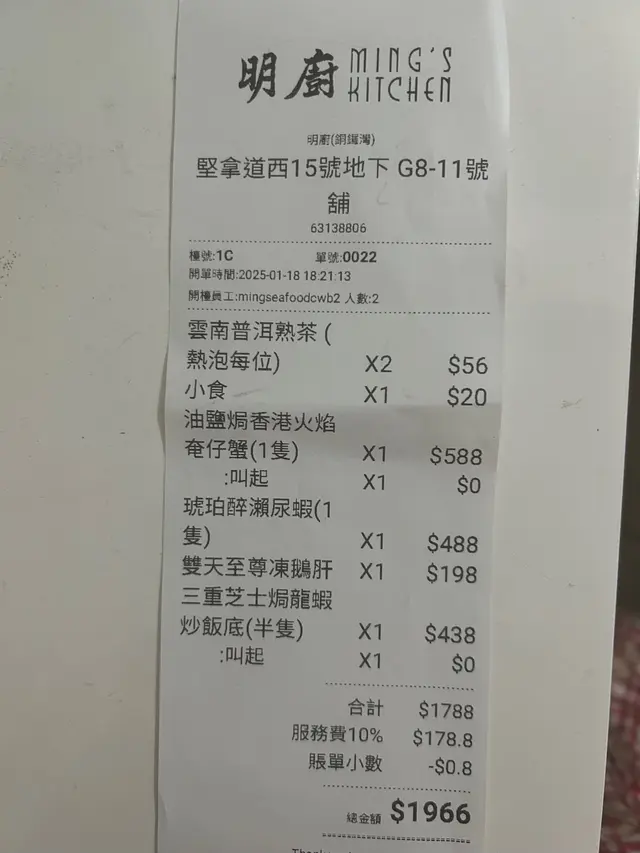 明廚 MING'S KITCHEN
明廚(銅鑼灣)
堅拿道西15號地下 G8-11號
舖
63138806
檯號:1C 單號:0022
開單時間:2025-01-18 18:21:13
開檯員工:mingseafoodcwb2 人數:2
雲南普洱熟茶 (
熱泡每位) X2 $56
小食 X1 $20
油鹽焗香港火焰
奄仔蟹(1隻) X1 $588
:叫起 X1 $0
琥珀醉瀨尿蝦(1
隻) X1 $488
雙天至尊凍鵝肝 X1 $198
三重芝士焗龍蝦
炒飯底(半隻) X1 $438
:叫起 X1 $0
合計 $1788
服務費10% $178.8
賬單小數 -$0.8
總金額 $1966